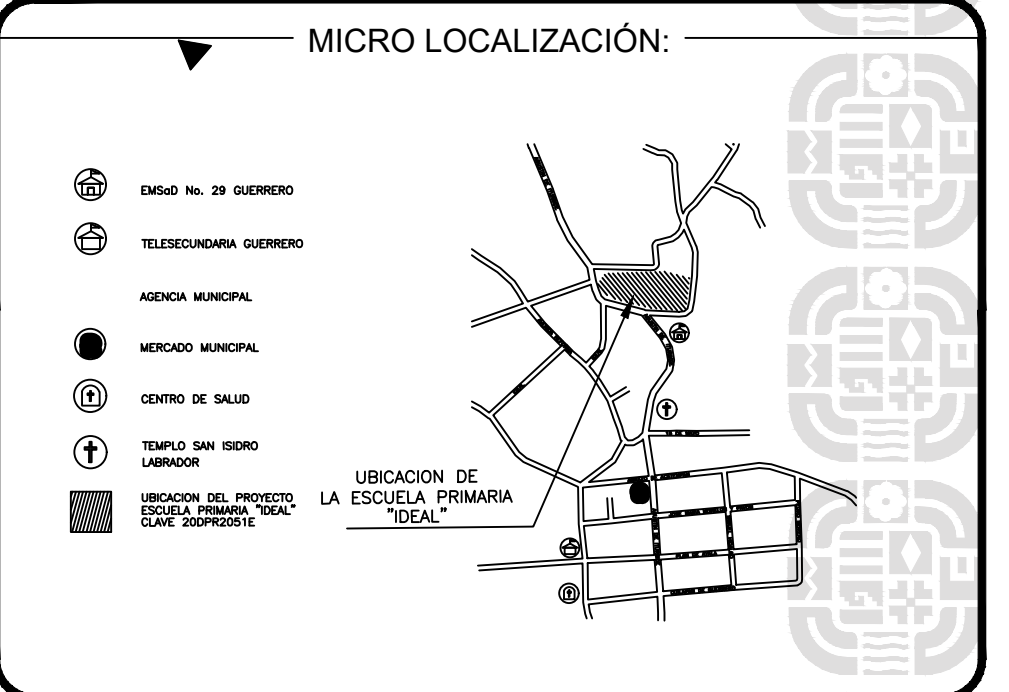 MICRO LOCALIZACIÓN:
EMSaD No. 29 GUERRERO
TELESECUNDARIA GUERRERO
AGENCIA MUNICIPAL
MERCADO MUNICIPAL
CENTRO DE SALUD
TEMPLO SAN ISIDRO
LABRADOR
UBICACION DEL PROYECTO
ESCUELA PRIMARIA "IDEAL"
CLAVE 20DPR2051E
UBICACION DE
LA ESCUELA PRIMARIA
"IDEAL"